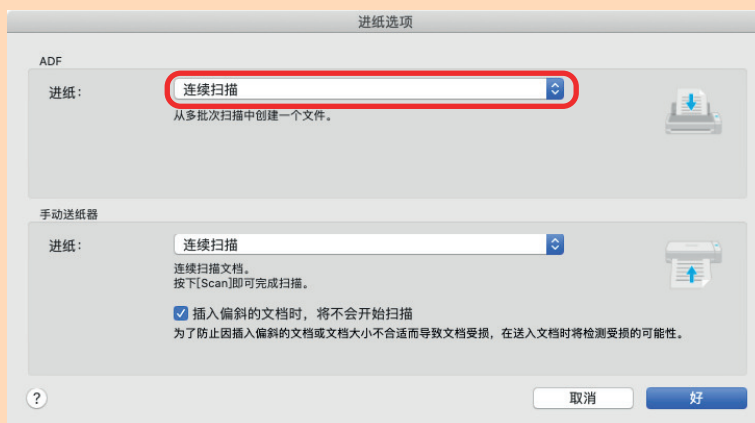 进纸选项
ADF
进纸：
连续扫描
从多批次扫描中创建一个文件。
手动送纸器
进纸：
连续扫描
连续扫描文档。
按下[Scan]即可完成扫描。
插入偏斜的文档时，将不会开始扫描
为了防止因插入偏斜的文档或文档大小不合适而导致文档受损，在送入文档时将检测受损的可能性。
?
取消
好